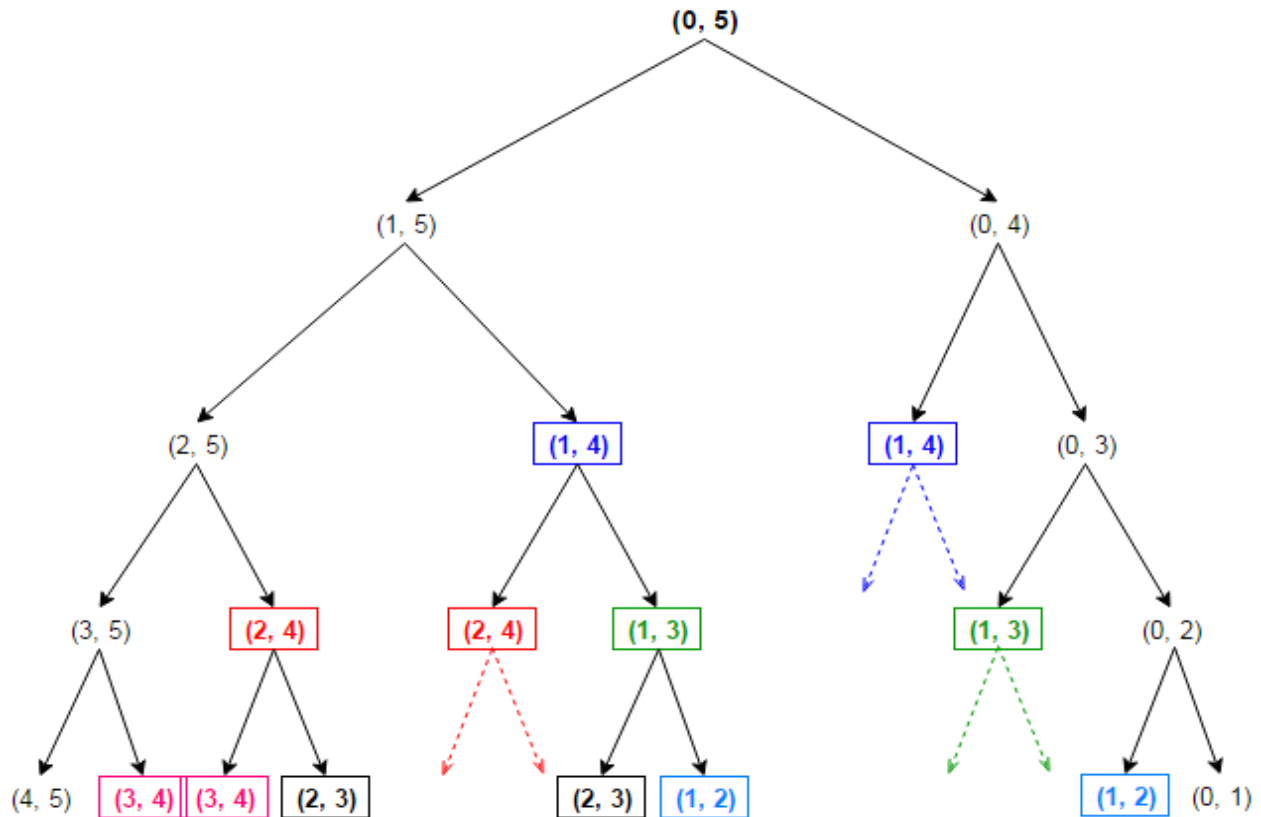 (0, 5)
(1, 5) (0, 4)
(2, 5) (1, 4) (1, 4) (0, 3)
(3, 5) (2, 4) (2, 4) (1, 3) (1, 3) (0, 2)
(4, 5) (3, 4) (3, 4) (2, 3) (2, 3) (1, 2) (1, 2) (0, 1)